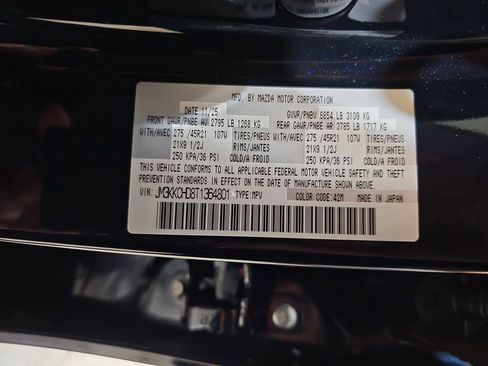 MFD. BY MAZDA MOTOR CORPORATION
DATE 11/25 GVWR/PNBV 6854 LB 3109 KG
FRONT GAWR/PNBE AV 2795 LB 1268 KG REAR GAWR/PNBE AR 3785 LB 1717 KG
WITH/AVEC 275 /45R21 107W TIRES/PNEUS WITH/AVEC 275 /45R21 107W TIRES/PNEUS
21X9 1/2J RIMS/JANTES 21X9 1/2J RIMS/JANTES
250 KPA/36 PSI COLD/A FROID 250 KPA/36 PSI COLD/A FROID
THIS VEHICLE CONFORMS TO ALL APPLICABLE FEDERAL MOTOR VEHICLE SAFETY AND THEFT
PREVENTION STANDARDS IN EFFECT ON THE DATE OF MANUFACTURE SHOWN ABOVE.
VIN: JM3KKCHD8T1364801 TYPE:MPV COLOR CODE:42M MADE IN JAPAN